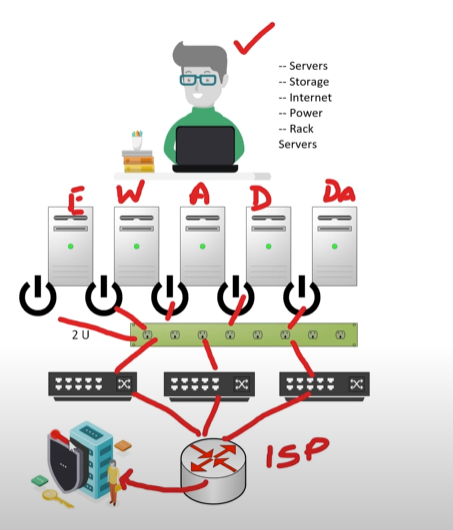 -- Servers
-- Storage
-- Internet
-- Power
-- Rack
Servers
E W A D Da
2 U
ISP